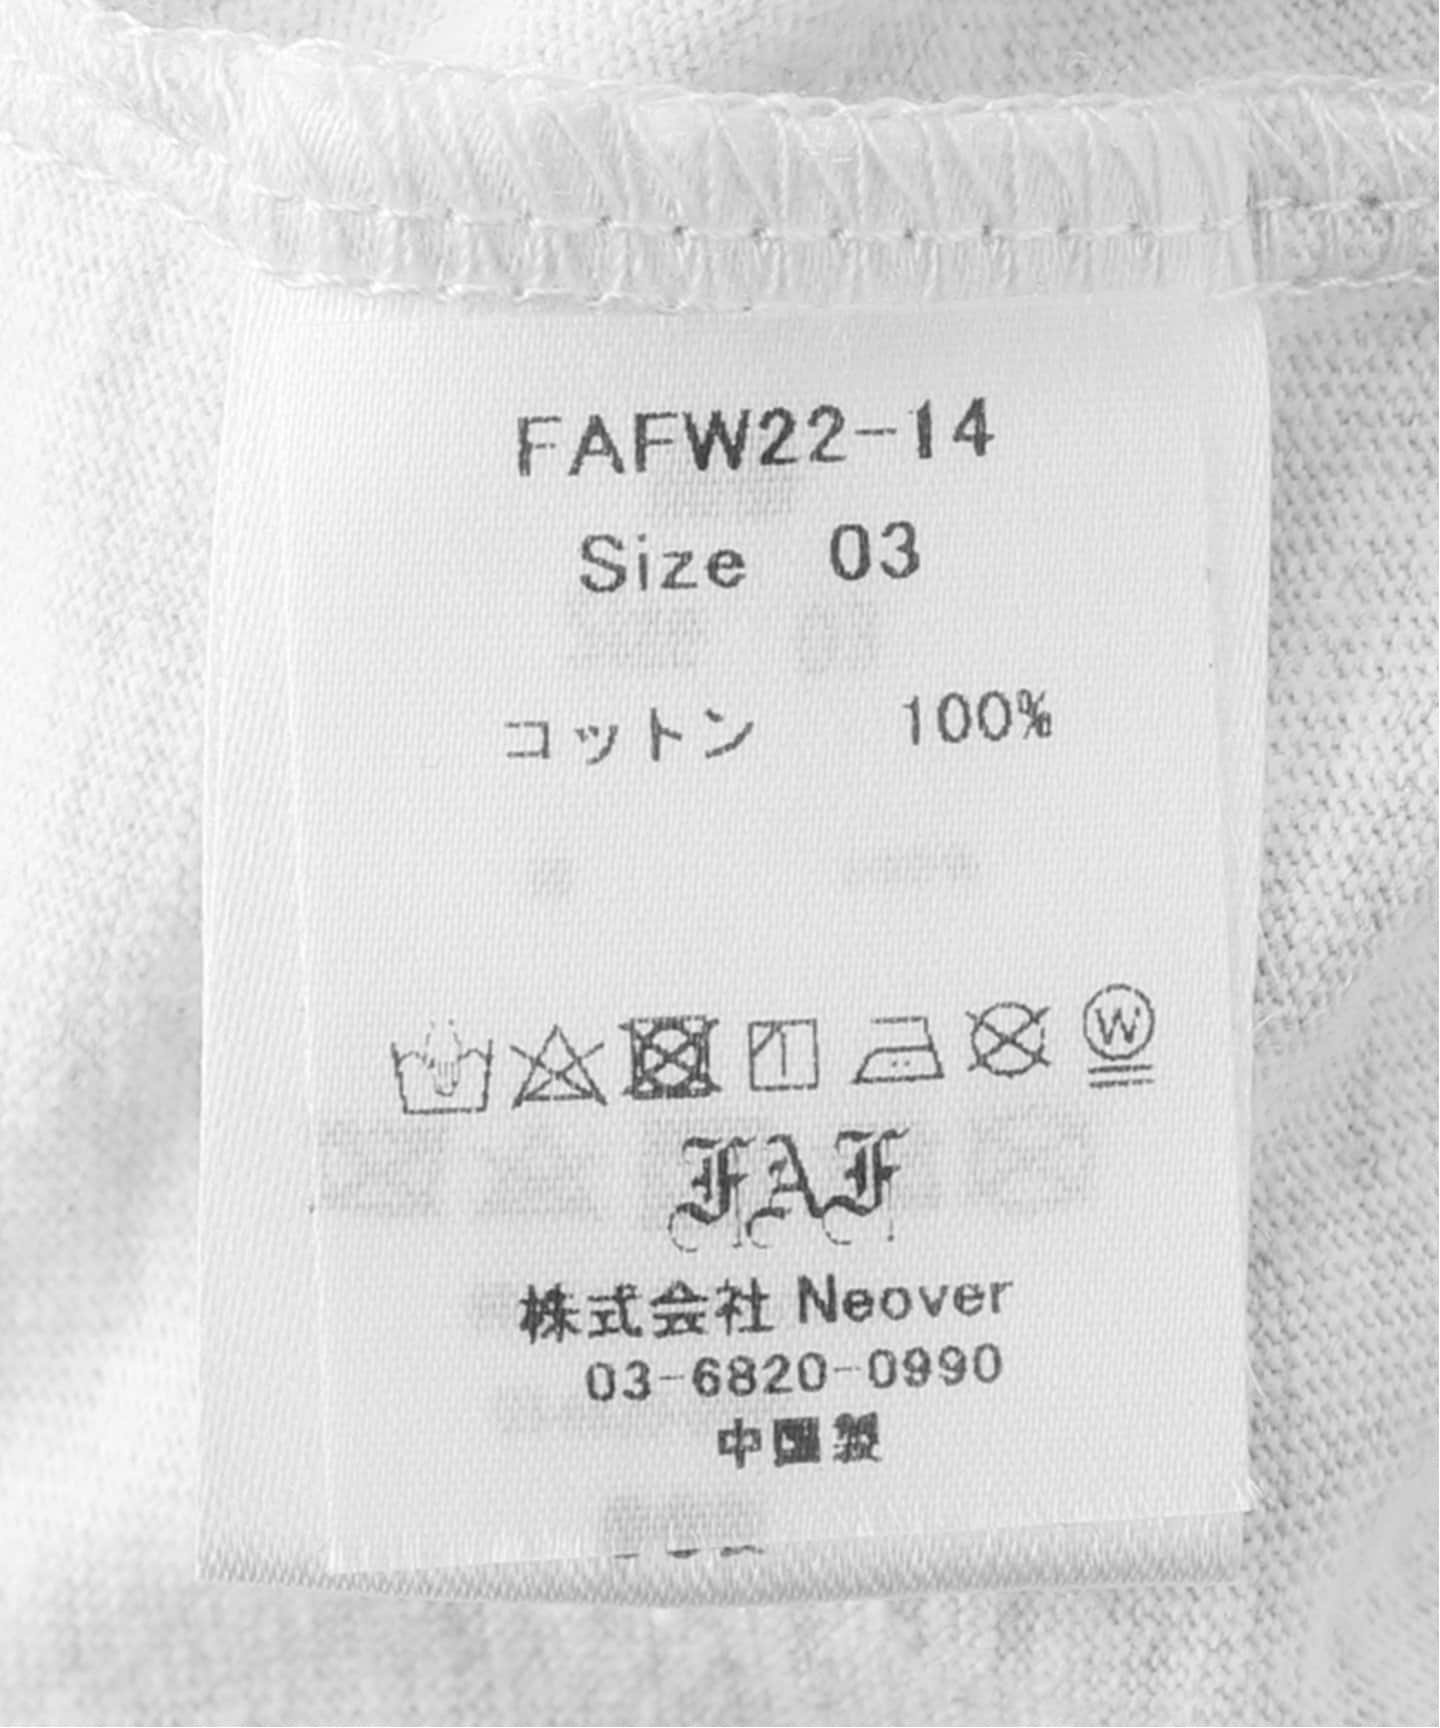 FAFW22-14
Size 03
コットン 100%
W
FAF
株式会社 Neover
03-6820-0990
中国製